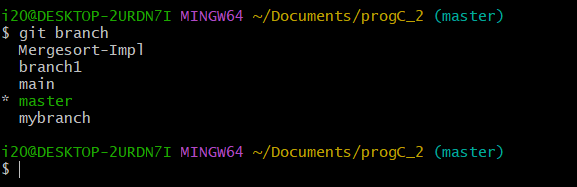 i20@DESKTOP-2URDN7I MINGW64 ~/Documents/progC_2 (master)
$ git branch
  Mergesort-Impl
  branch1
  main
* master
  mybranch

i20@DESKTOP-2URDN7I MINGW64 ~/Documents/progC_2 (master)
$